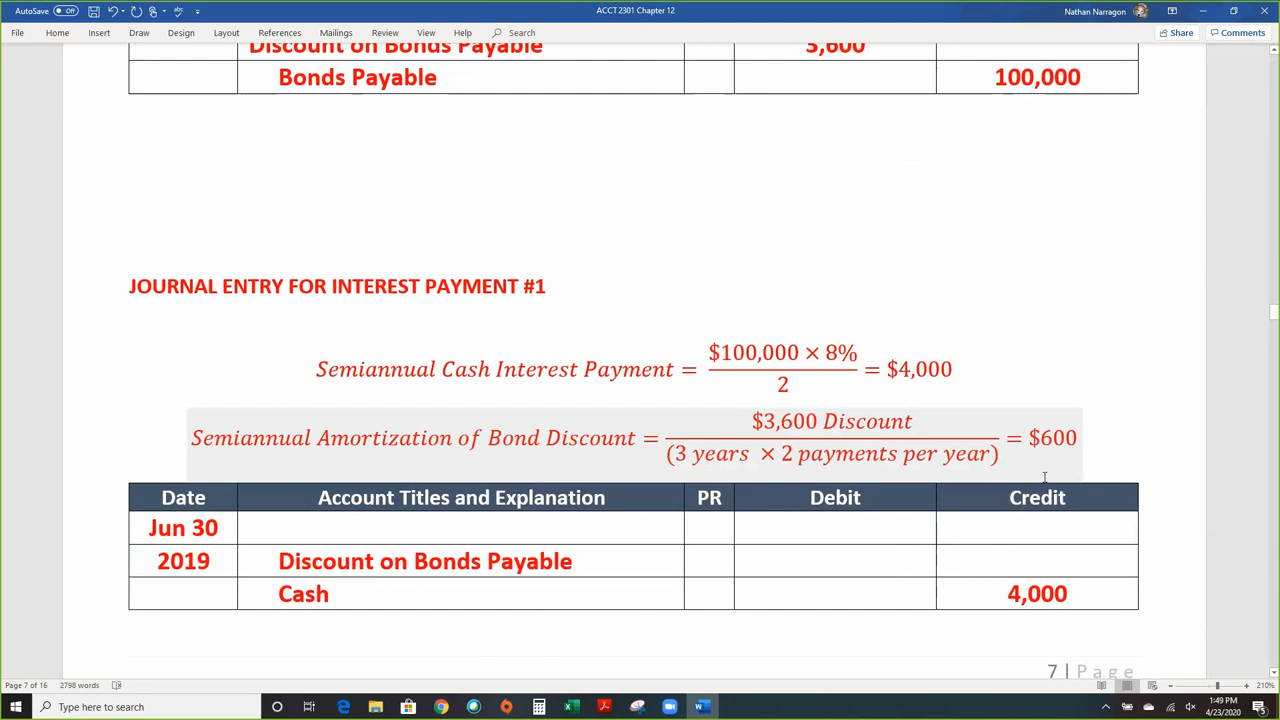 AutoSave Off ACCT 2301 Chapter 12 Nathan Narragon
File Home Insert Draw Design Layout References Mailings Review View Help Search Share Comments
Discount on Bonds Payable 3,600
Bonds Payable 100,000
JOURNAL ENTRY FOR INTEREST PAYMENT #1
Semiannual Cash Interest Payment = $100,000 × 8% / 2 = $4,000
Semiannual Amortization of Bond Discount = $3,600 Discount / (3 years × 2 payments per year) = $600
Date Account Titles and Explanation PR Debit Credit
Jun 30
2019 Discount on Bonds Payable
Cash 4,000
7 | Page
Page 7 of 16 2798 words 210%
Type here to search 1:49 PM
4/23/2020